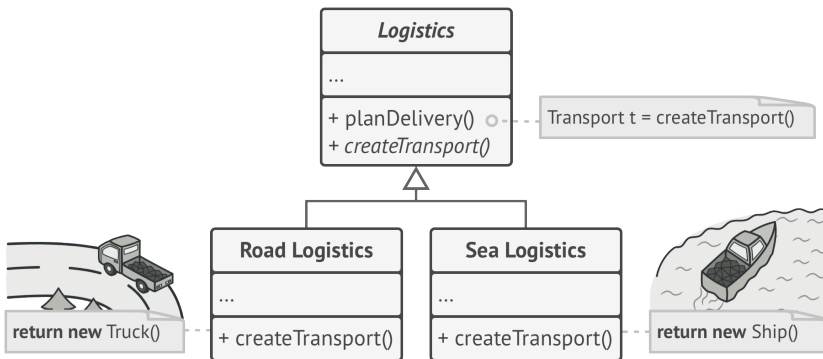 Logistics
...
+ planDelivery()
+ createTransport()
Transport t = createTransport()
Road Logistics
...
+ createTransport()
return new Truck()
Sea Logistics
...
+ createTransport()
return new Ship()